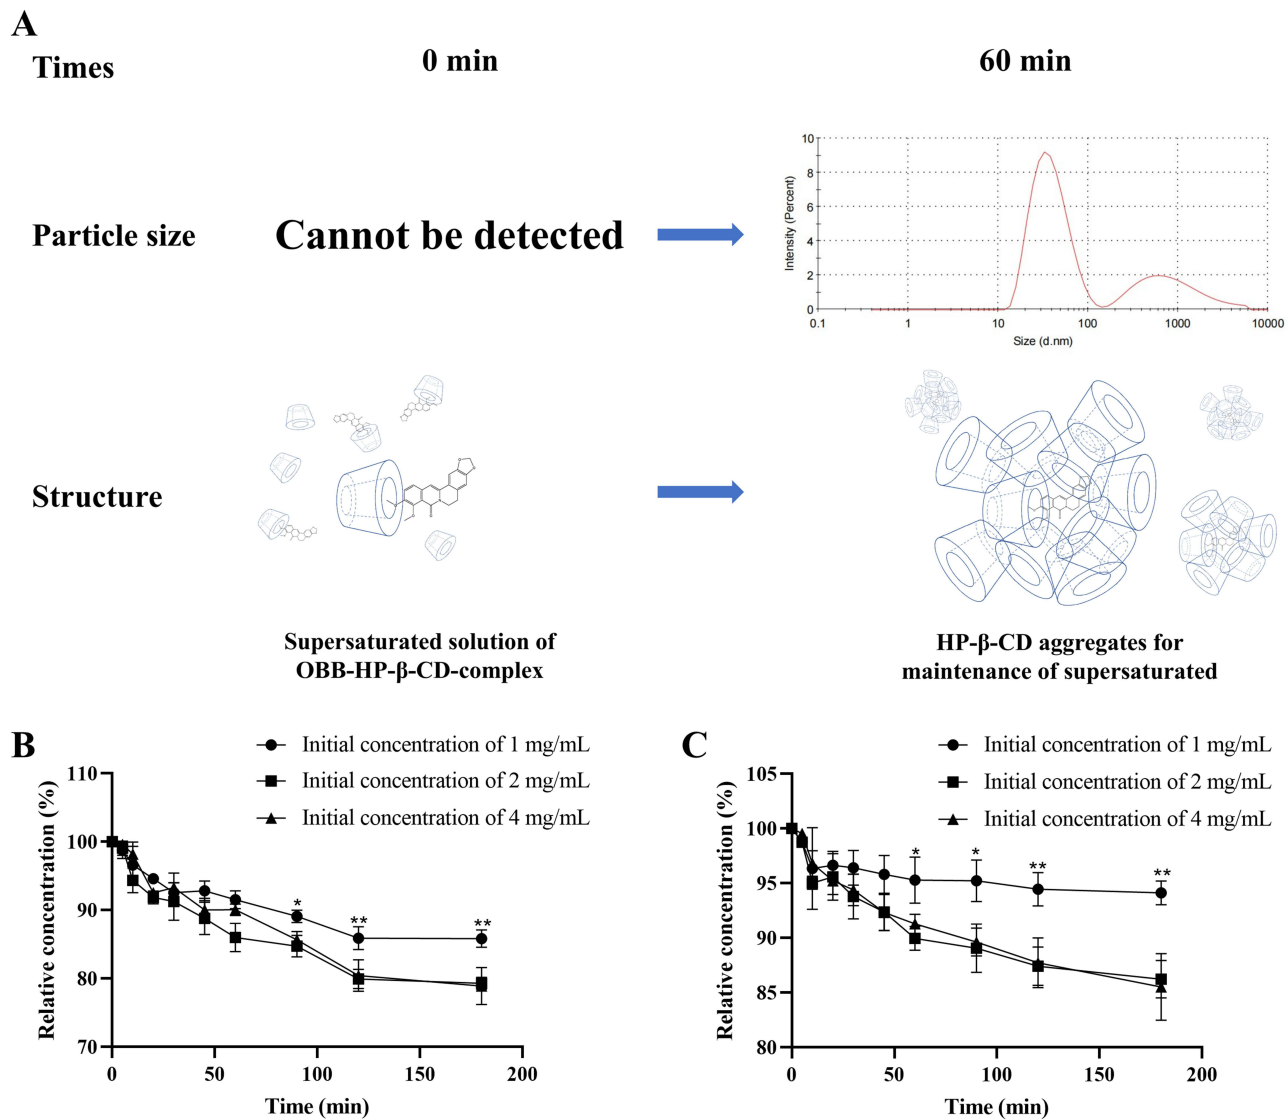 A
Times
0 min
60 min
Particle size
Cannot be detected
10
8
6
4
2
0
Intensity (Percent)
0.1
1
10
100
1000
10000
Size (d.nm)
Structure
Supersaturated solution of
OBB-HP-β-CD-complex
HP-β-CD aggregates for
maintenance of supersaturated
B
Initial concentration of 1 mg/mL
Initial concentration of 2 mg/mL
Initial concentration of 4 mg/mL
Relative concentration (%)
110
100
90
80
70
*
**
**
0
50
100
150
200
Time (min)
C
Initial concentration of 1 mg/mL
Initial concentration of 2 mg/mL
Initial concentration of 4 mg/mL
Relative concentration (%)
105
100
95
90
85
80
*
*
**
**
0
50
100
150
200
Time (min)